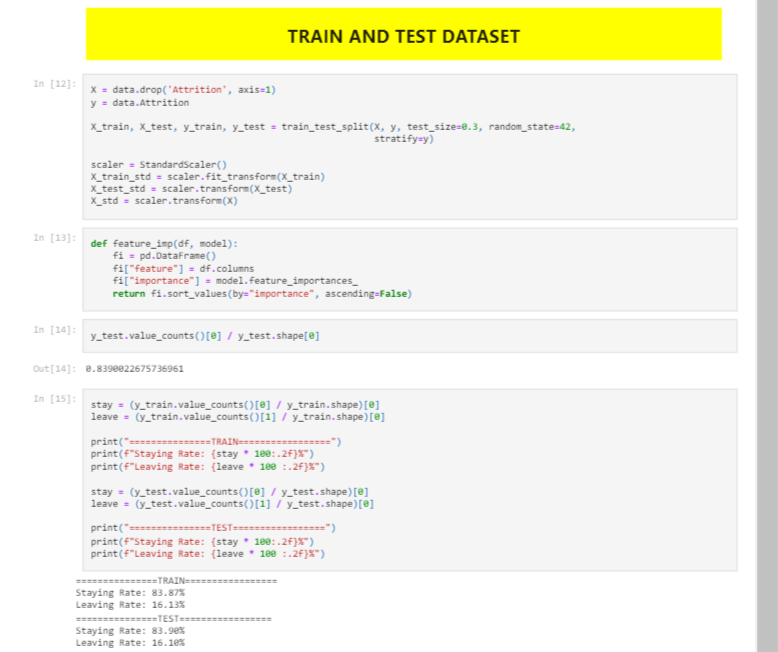 TRAIN AND TEST DATASET
In [12]:
X = data.drop('Attrition', axis=1)
y = data.Attrition
X_train, X_test, y_train, y_test = train_test_split(X, y, test_size=0.3, random_state=42,
stratify=y)
scaler = StandardScaler()
X_train_std = scaler.fit_transform(X_train)
X_test_std = scaler.transform(X_test)
X_std = scaler.transform(X)
In [13]:
def feature_imp(df, model):
fi = pd.DataFrame()
fi["feature"] = df.columns
fi["importance"] = model.feature_importances_
return fi.sort_values(by="importance", ascending=False)
In [14]:
y_test.value_counts()[0] / y_test.shape[0]
Out[14]: 0.8390022675736961
In [15]:
stay = (y_train.value_counts()[0] / y_train.shape)[0]
leave = (y_train.value_counts()[1] / y_train.shape)[0]
print("===============TRAIN=================")
print(f"Staying Rate: {stay * 100:.2f}%")
print(f"Leaving Rate: {leave * 100 :.2f}%")
stay = (y_test.value_counts()[0] / y_test.shape)[0]
leave = (y_test.value_counts()[1] / y_test.shape)[0]
print("===============TEST=================")
print(f"Staying Rate: {stay * 100:.2f}%")
print(f"Leaving Rate: {leave * 100 :.2f}%")
===============TRAIN=================
Staying Rate: 83.87%
Leaving Rate: 16.13%
===============TEST=================
Staying Rate: 83.90%
Leaving Rate: 16.10%